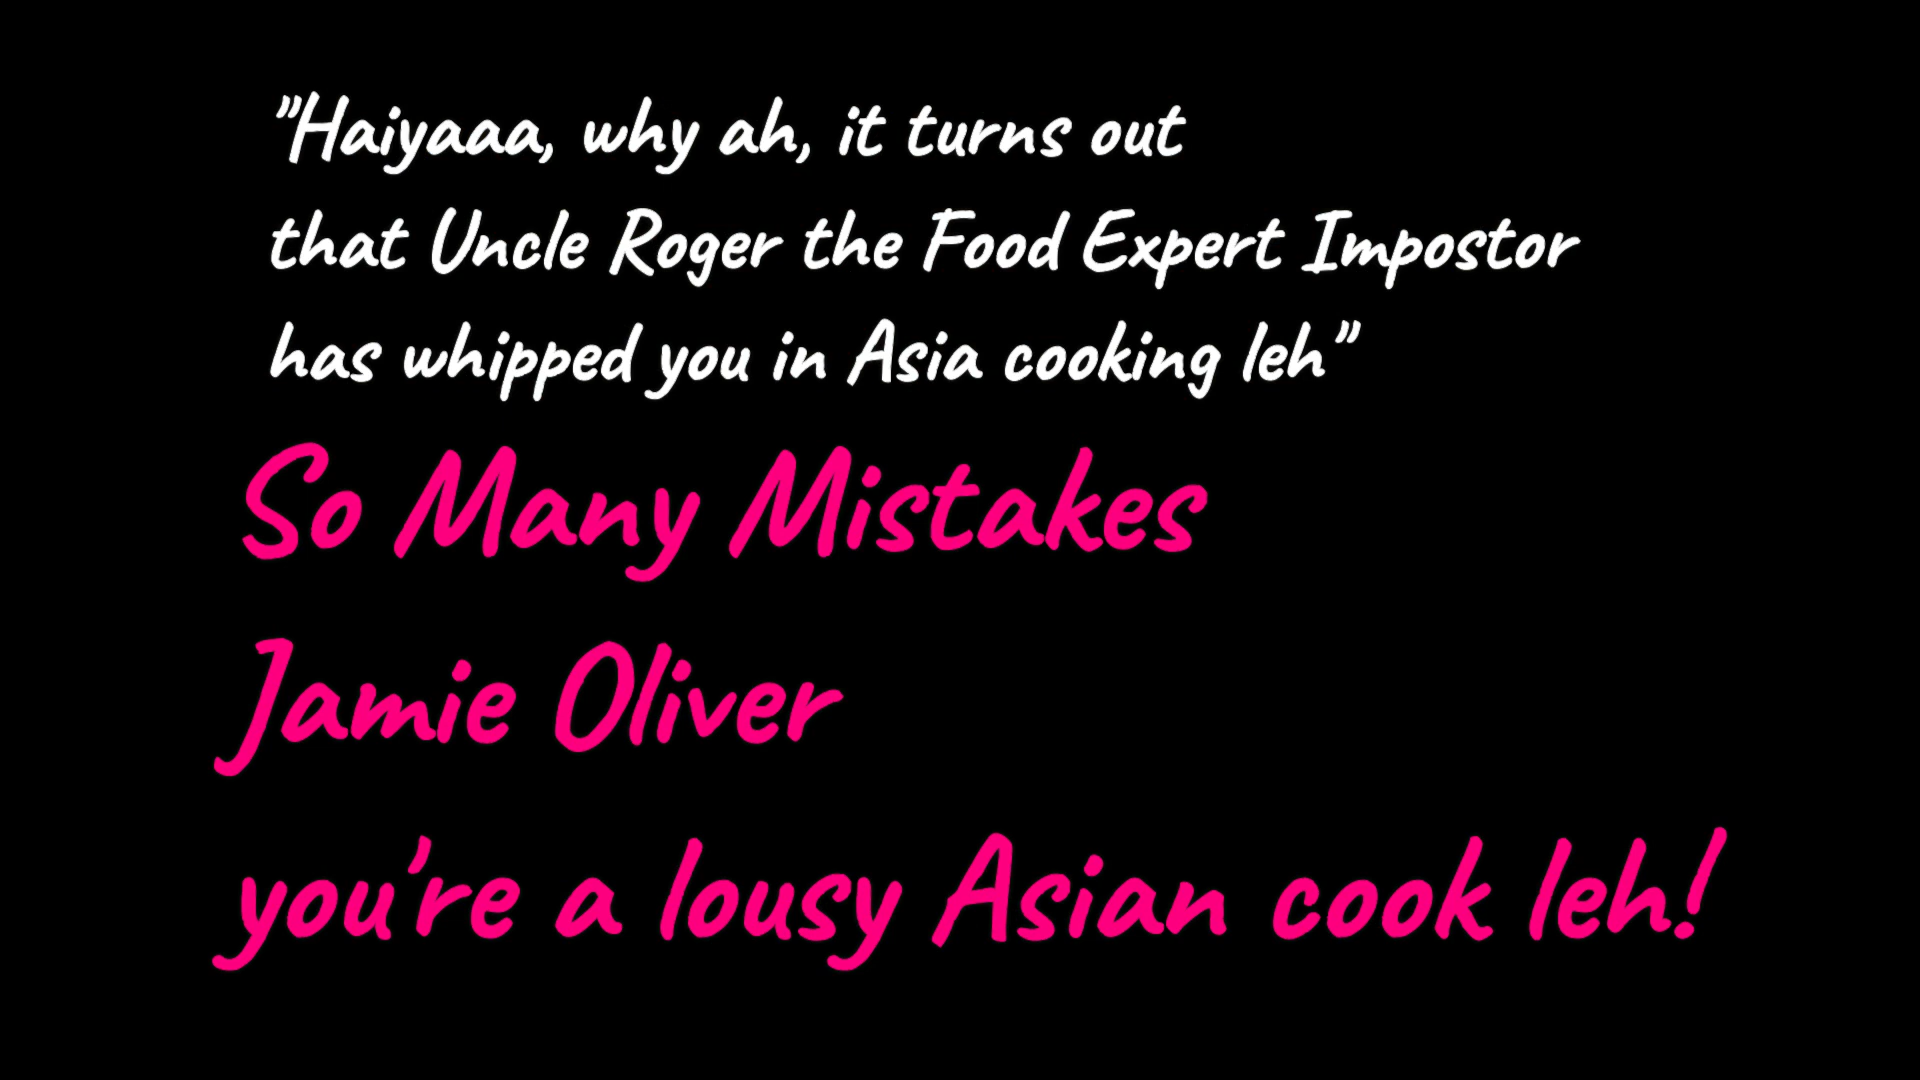 "Haiyaaa, why ah, it turns out
that Uncle Roger the Food Expert Impostor
has whipped you in Asia cooking leh"
So Many Mistakes
Jamie Oliver
you're a lousy Asian cook leh!